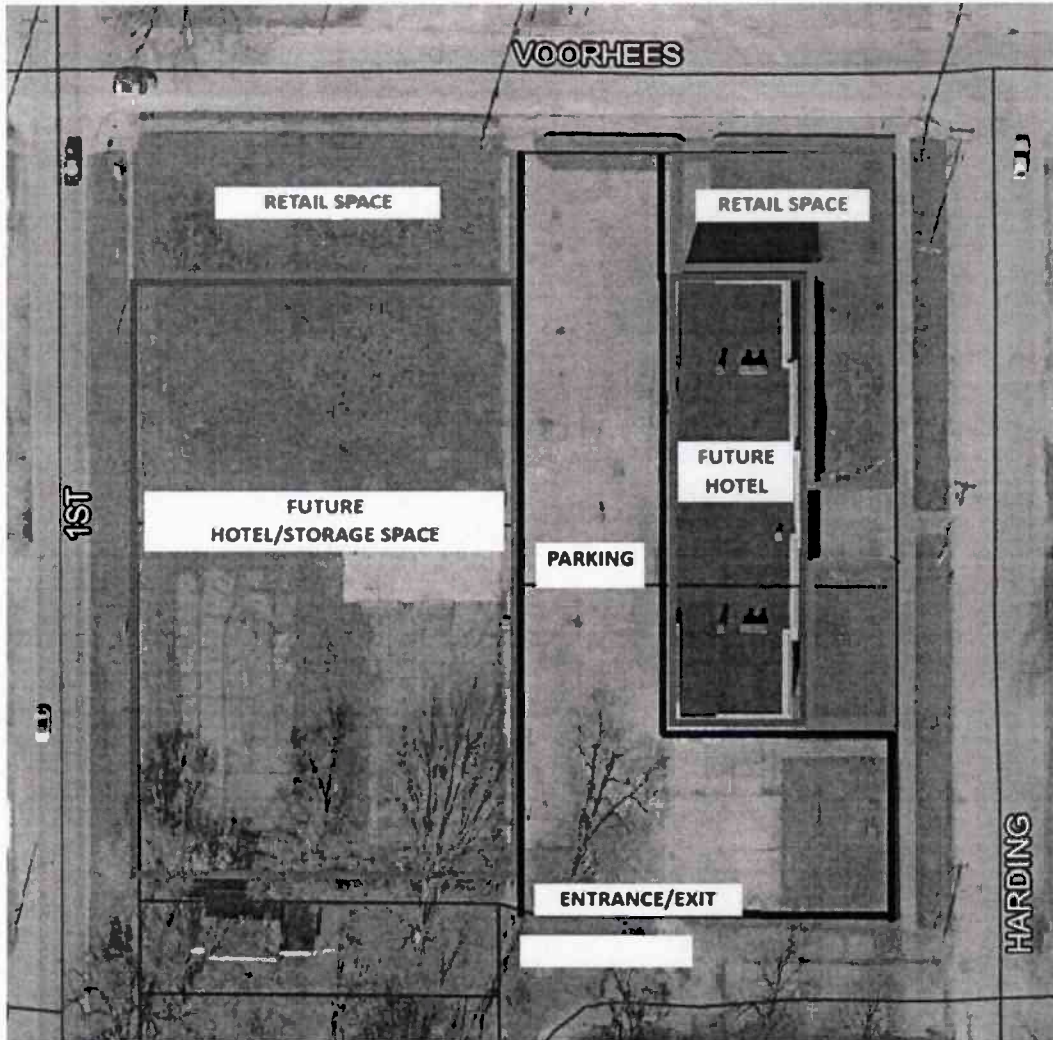 VOORHEES
RETAIL SPACE
RETAIL SPACE
FUTURE
HOTEL
1ST
FUTURE
HOTEL/STORAGE SPACE
PARKING
ENTRANCE/EXIT
HARDING